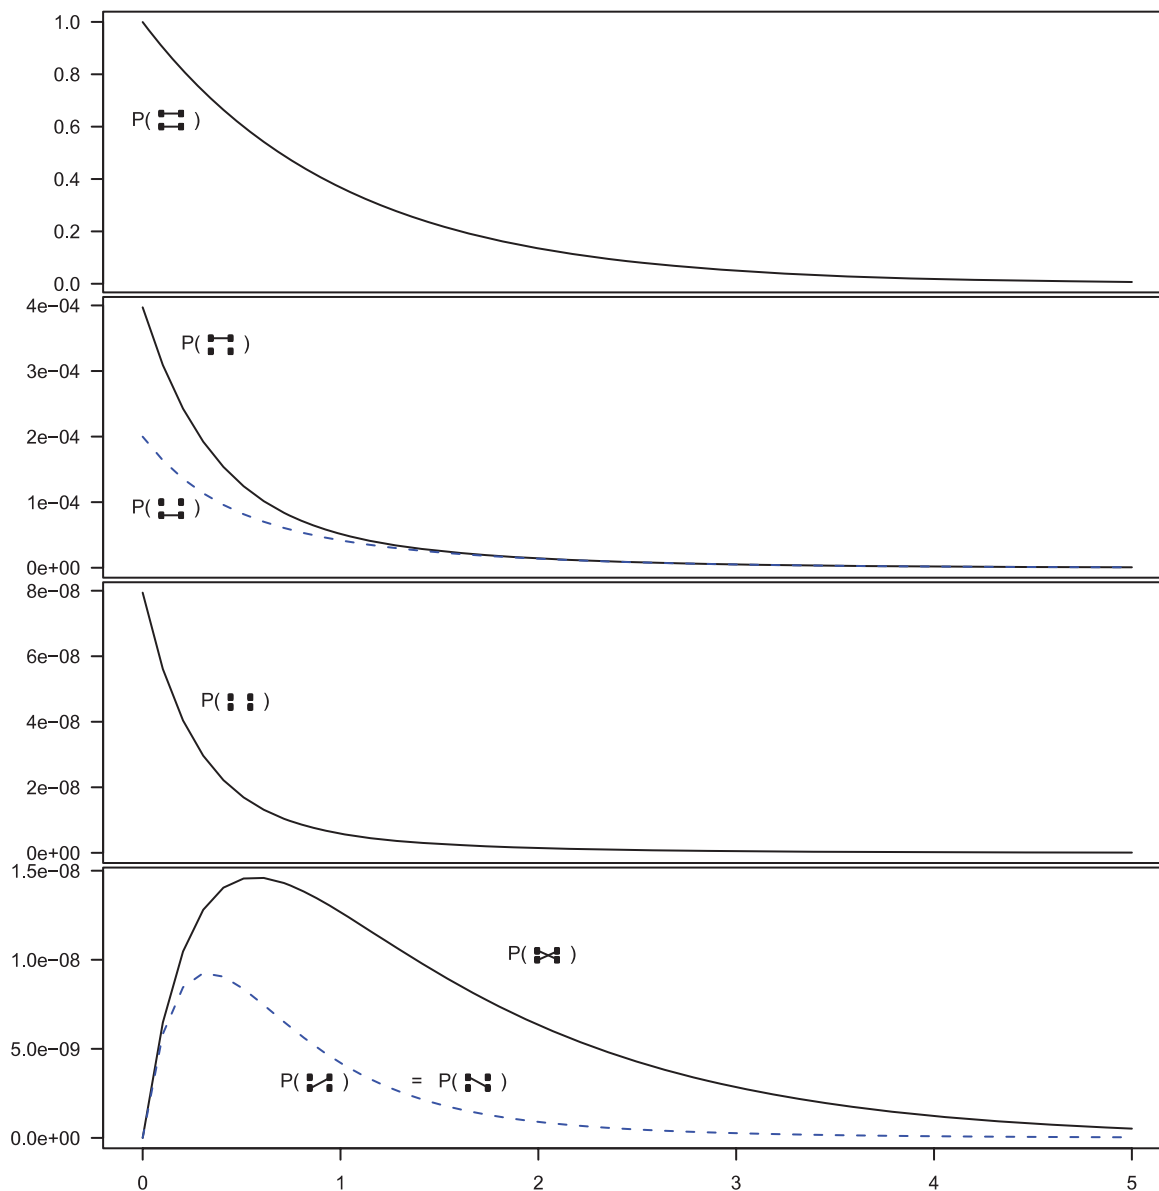 1.0
0.8
P( )
0.6
0.4
0.2
0.0
4e−04
P( )
3e−04
2e−04
P( )
1e−04
0e+00
8e−08
6e−08
P( )
4e−08
2e−08
0e+00
1.5e−08
P( )
1.0e−08
5.0e−09
P( ) = P( )
0.0e+00
0 1 2 3 4 5